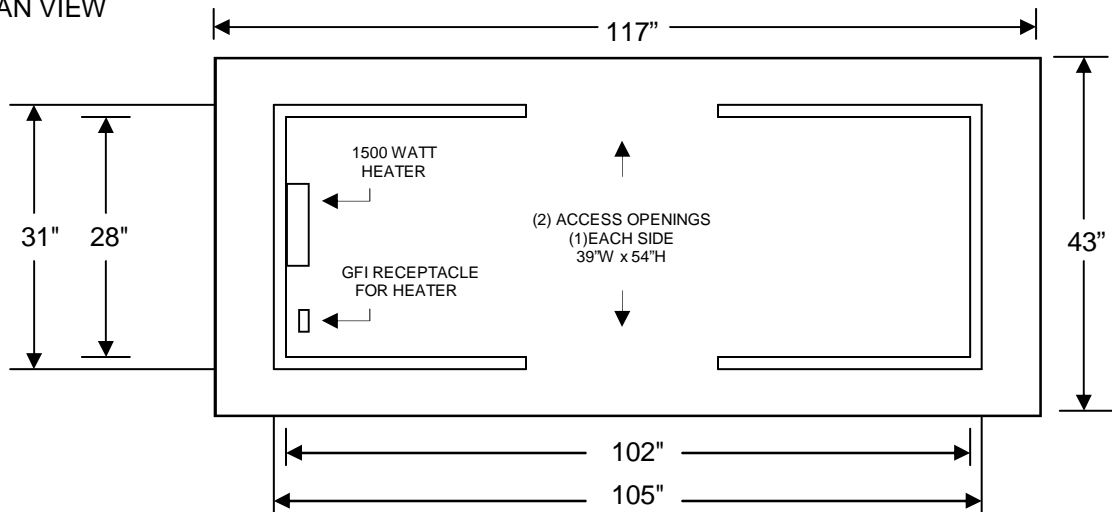 AN VIEW
117”
1500 WATT
HEATER
(2) ACCESS OPENINGS
(1)EACH SIDE
39”W x 54”H
31" 28"
43”
GFI RECEPTACLE
FOR HEATER
102"
105"